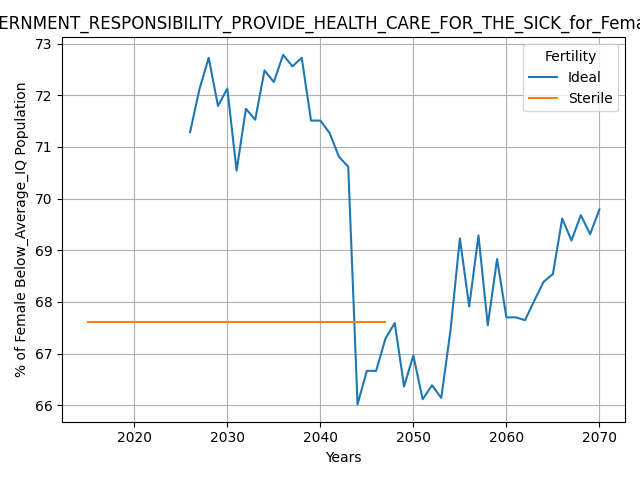 ERNMENT_RESPONSIBILITY_PROVIDE_HEALTH_CARE_FOR_THE_SICK_for_Fema
73
72
71
70
69
68
67
66
% of Female Below_Average_IQ Population
Fertility
Ideal
Sterile
2020 2030 2040 2050 2060 2070
Years